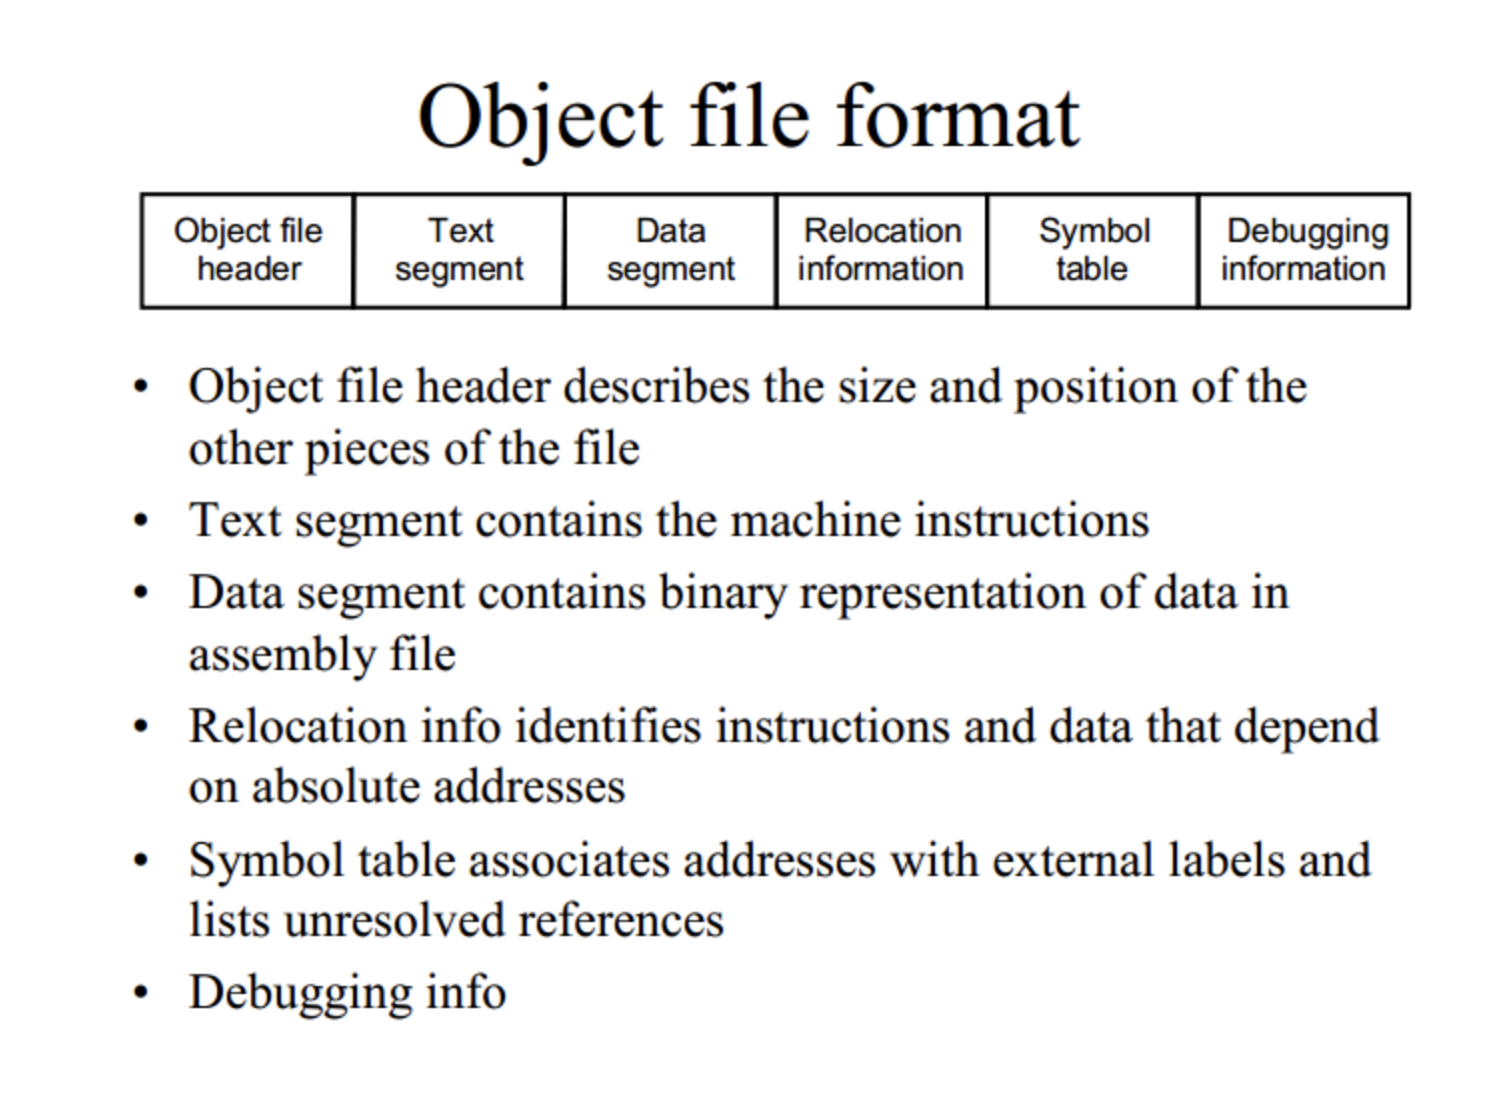 Object file format
Object file header
Text segment
Data segment
Relocation information
Symbol table
Debugging information
• Object file header describes the size and position of the
other pieces of the file
• Text segment contains the machine instructions
• Data segment contains binary representation of data in
assembly file
• Relocation info identifies instructions and data that depend
on absolute addresses
• Symbol table associates addresses with external labels and
lists unresolved references
• Debugging info